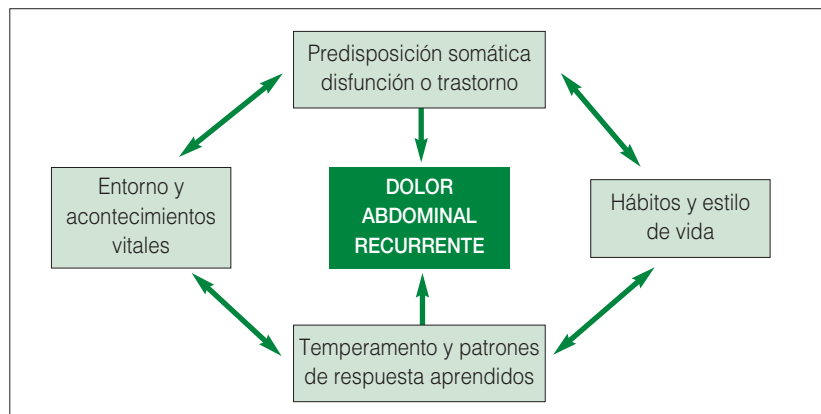 Predisposición somática
disfunción o trastorno
Entorno y
acontecimientos
vitales
DOLOR
ABDOMINAL
RECURRENTE
Hábitos y estilo
de vida
Temperamento y patrones
de respuesta aprendidos